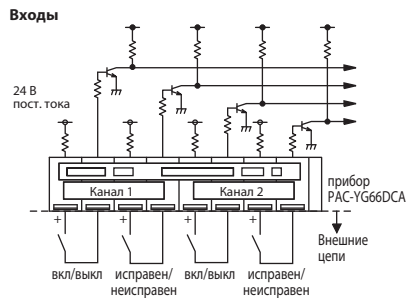 Входы
24 В
пост. тока
Канал 1
Канал 2
прибор
PAC-YG66DCA
+
+
+
+
Внешние
цепи
вкл/выкл
исправен/
неисправен
вкл/выкл
исправен/
неисправен